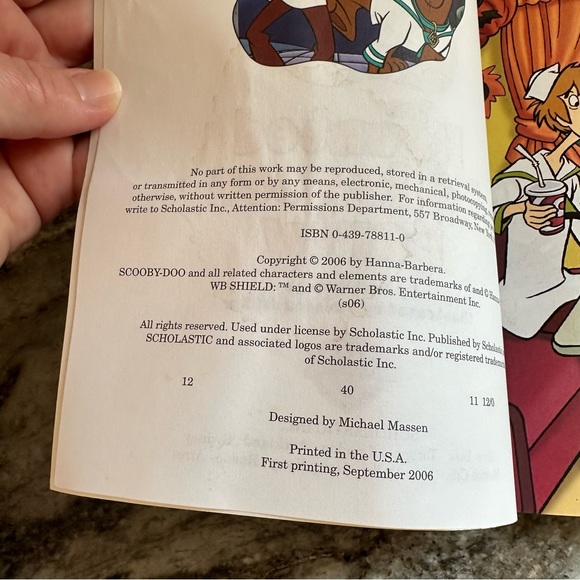 No part of this work may be reproduced, stored in a retrieval system
or transmitted in any form or by any means, electronic, mechanical, photocopying
otherwise, without written permission of the publisher. For information regarding
write to Scholastic Inc., Attention: Permissions Department, 557 Broadway, New
ISBN 0-439-78811-0
Copyright © 2006 by Hanna-Barbera.
SCOOBY-DOO and all related characters and elements are trademarks of and © Hanna
WB SHIELD: ™ and © Warner Bros. Entertainment Inc.
(s06)
All rights reserved. Used under license by Scholastic Inc. Published by Scholastic
SCHOLASTIC and associated logos are trademarks and/or registered
of Scholastic Inc.
12 40 11 12/0
Designed by Michael Massen
Printed in the U.S.A.
First printing, September 2006